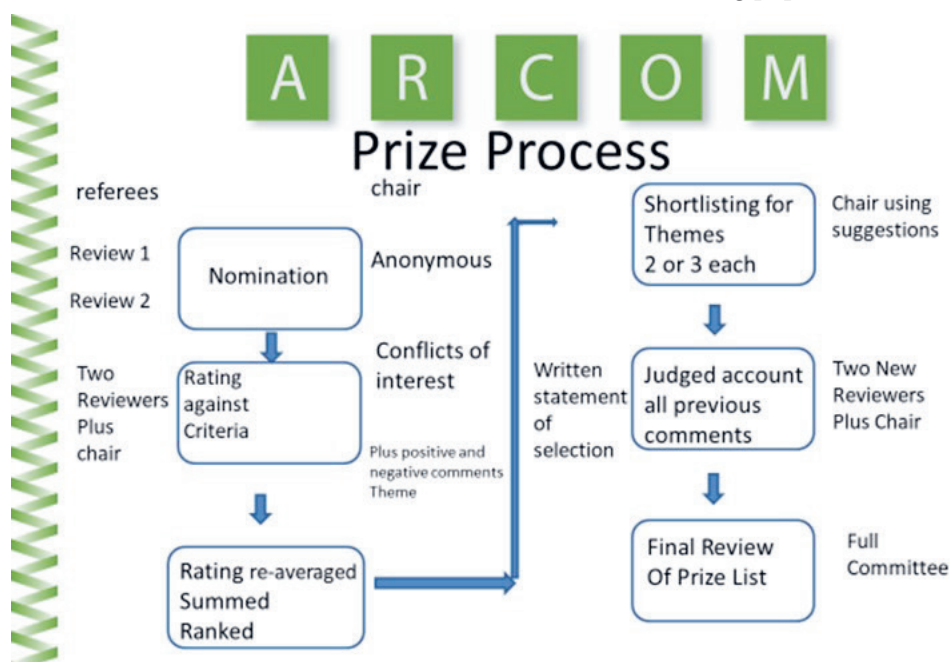 A R C O M
Prize Process
referees
chair
Review 1
Review 2
Nomination
Anonymous
Two
Reviewers
Plus
chair
Rating
against
Criteria
Conflicts of
interest
Plus positive and
negative comments
Theme
Rating re-averaged
Summed
Ranked
Shortlisting for
Themes
2 or 3 each
Chair using
suggestions
Written
statement
of
selection
Judged account
all previous
comments
Two New
Reviewers
Plus Chair
Final Review
Of Prize List
Full
Committee